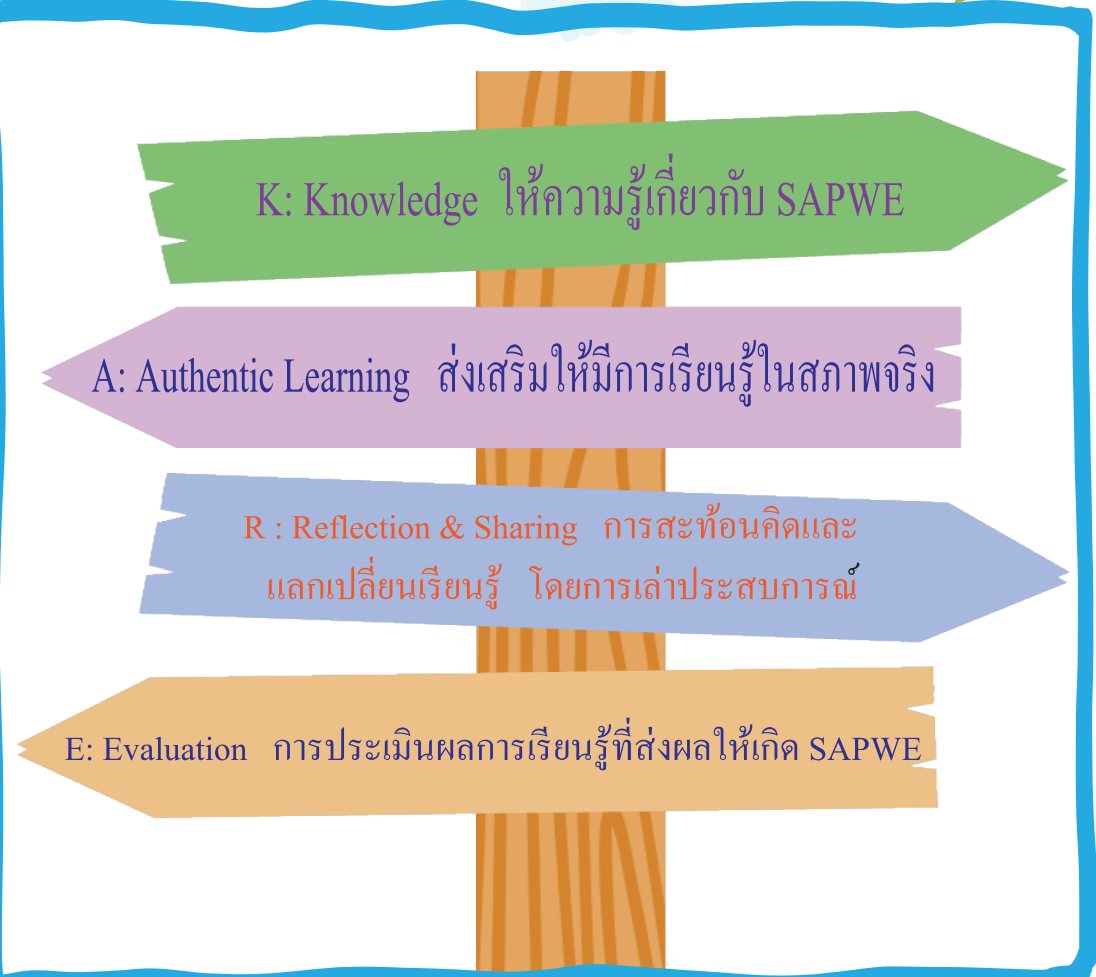 K: Knowledge ให้ความรู้เกี่ยวกับ SAPWE
A: Authentic Learning ส่งเสริมให้มีการเรียนรู้ในสภาพจริง
R : Reflection & Sharing การสะท้อนคิดและ
แลกเปลี่ยนเรียนรู้ โดยการเล่าประสบการณ์
E: Evaluation การประเมินผลการเรียนรู้ที่ส่งผลให้เกิด SAPWE